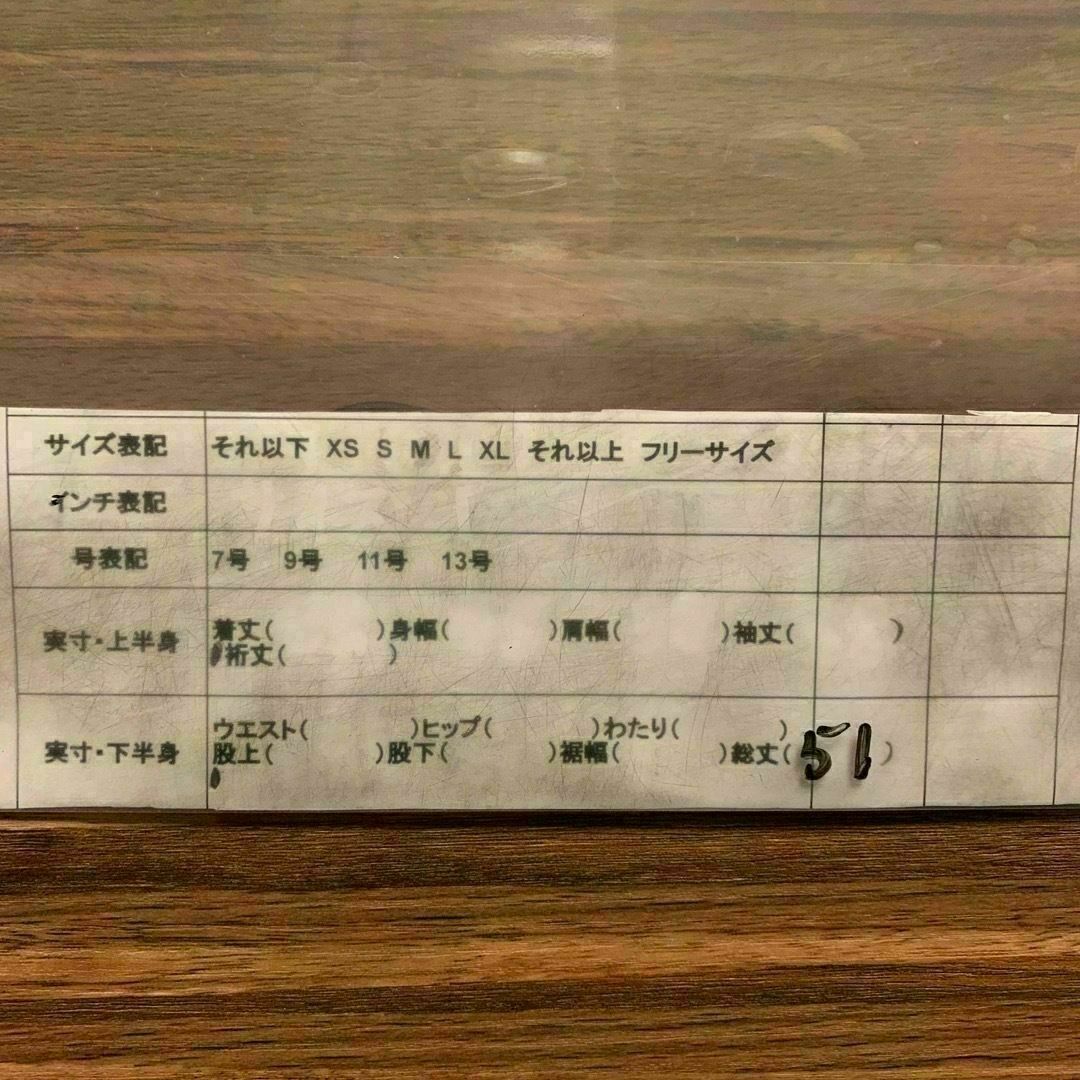 サイズ表記 それ以下 XS S M L XL それ以上 フリーサイズ
インチ表記
号表記 7号 9号 11号 13号
実寸・上半身 着丈( )身幅( )肩幅( )袖丈( )
裄丈( )
ウエスト( )ヒップ( )わたり( )
実寸・下半身 股上( )股下( )裾幅( )総丈( 51 )